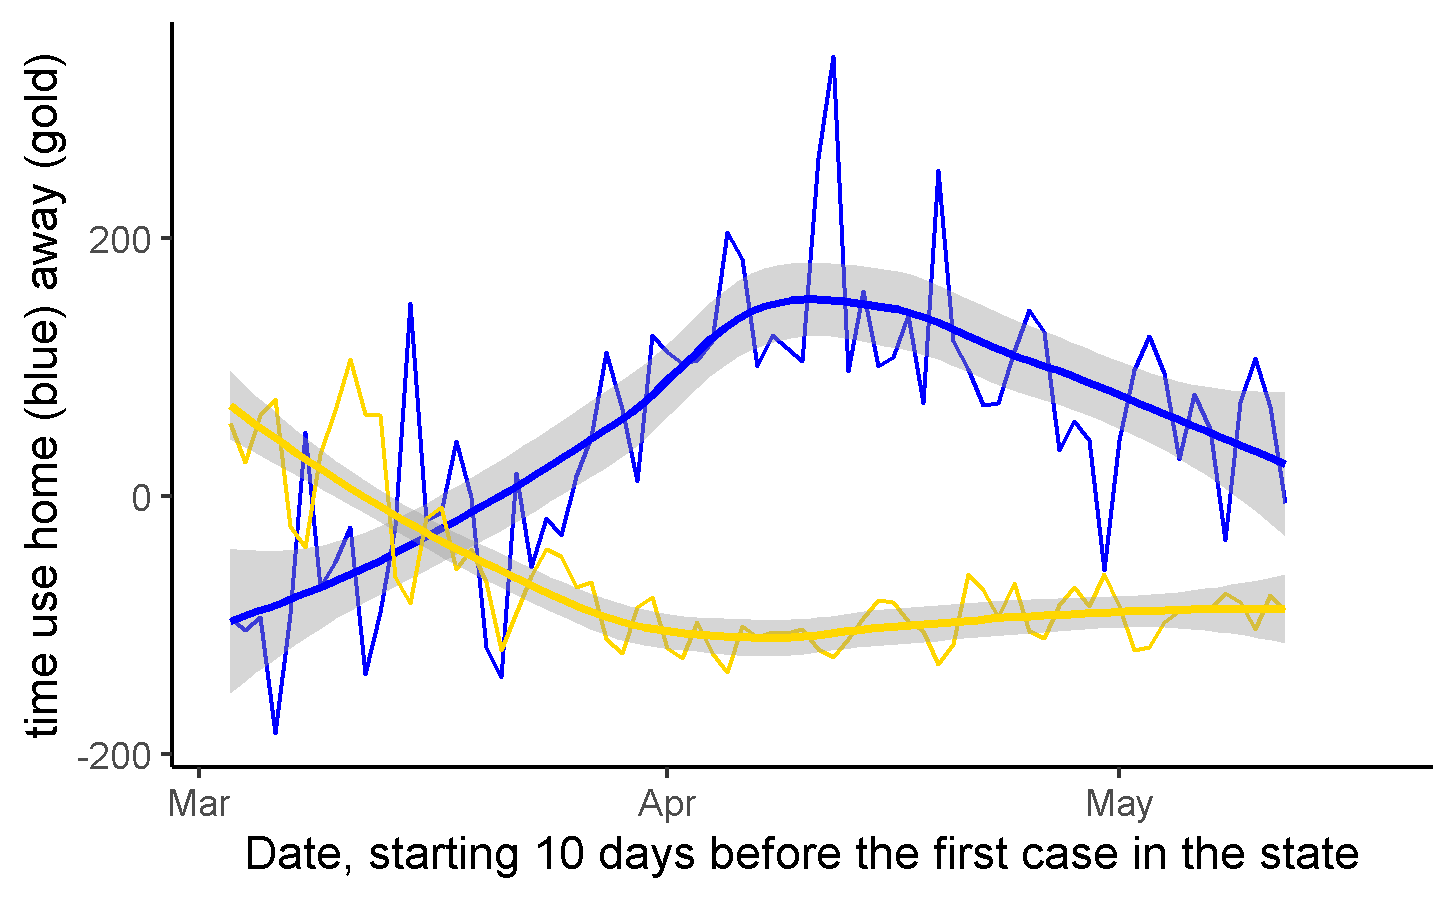 time use home (blue) away (gold)
200
0
-200
Mar Apr May
Date, starting 10 days before the first case in the state